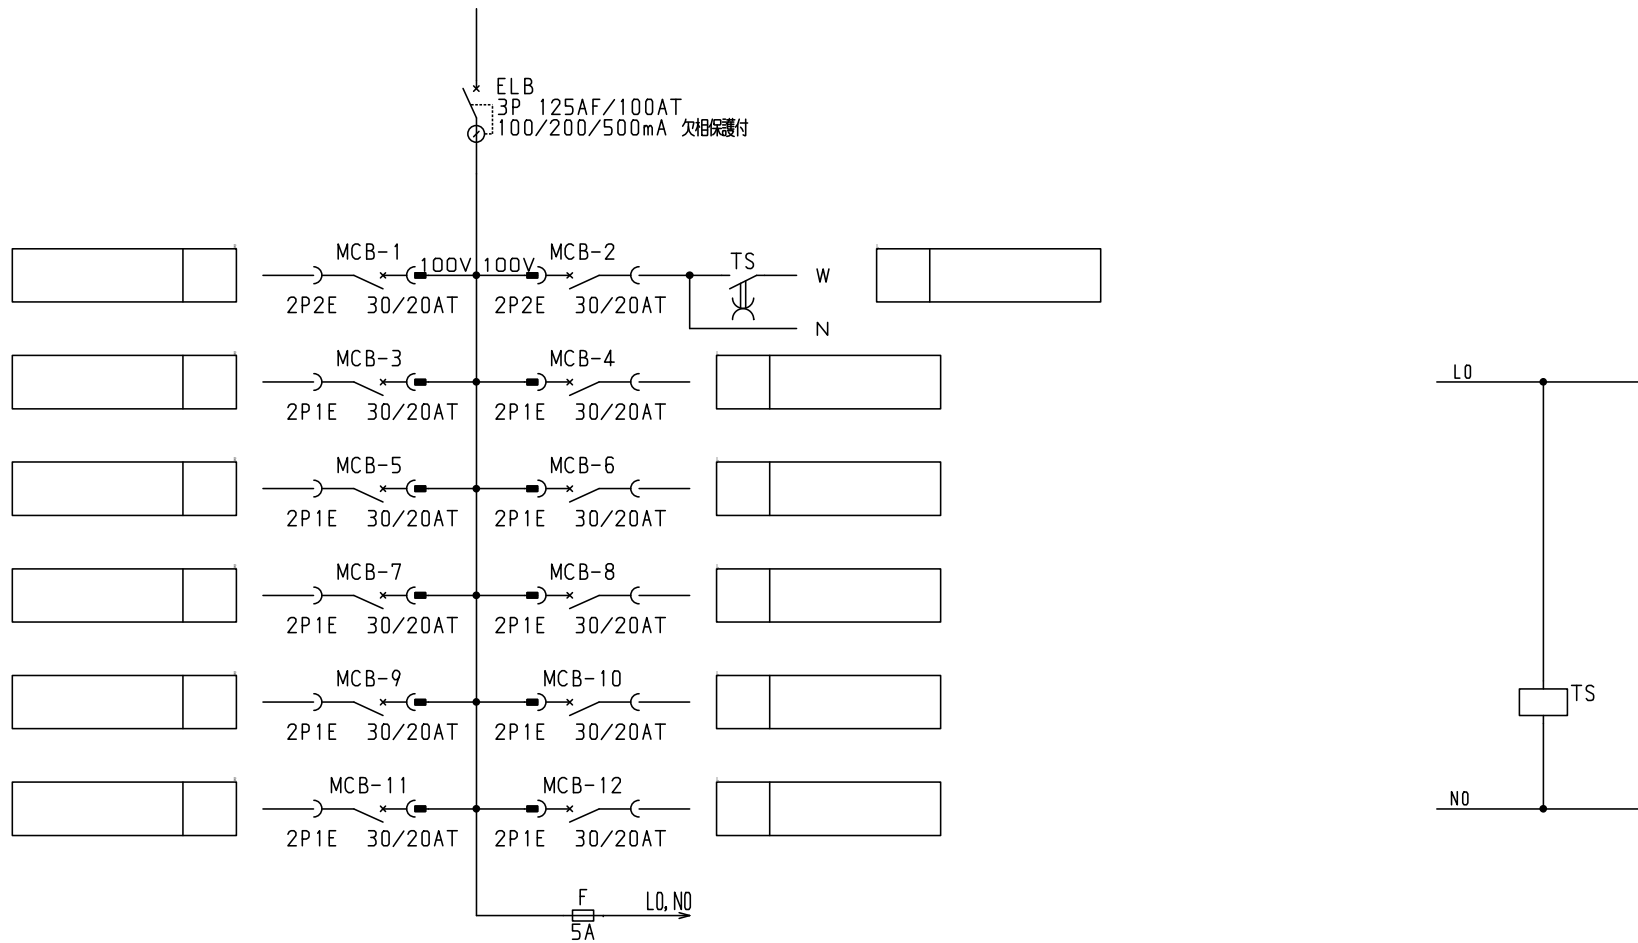 ELB
3P 125AF/100AT
100/200/500mA 欠相保護付
MCB-1 100V 100V MCB-2 TS W
2P2E 30/20AT 2P2E 30/20AT
N
MCB-3 MCB-4
2P1E 30/20AT 2P1E 30/20AT
MCB-5 MCB-6
2P1E 30/20AT 2P1E 30/20AT
MCB-7 MCB-8
2P1E 30/20AT 2P1E 30/20AT
MCB-9 MCB-10
2P1E 30/20AT 2P1E 30/20AT
MCB-11 MCB-12
2P1E 30/20AT 2P1E 30/20AT
F L0,N0
5A
L0
TS
N0